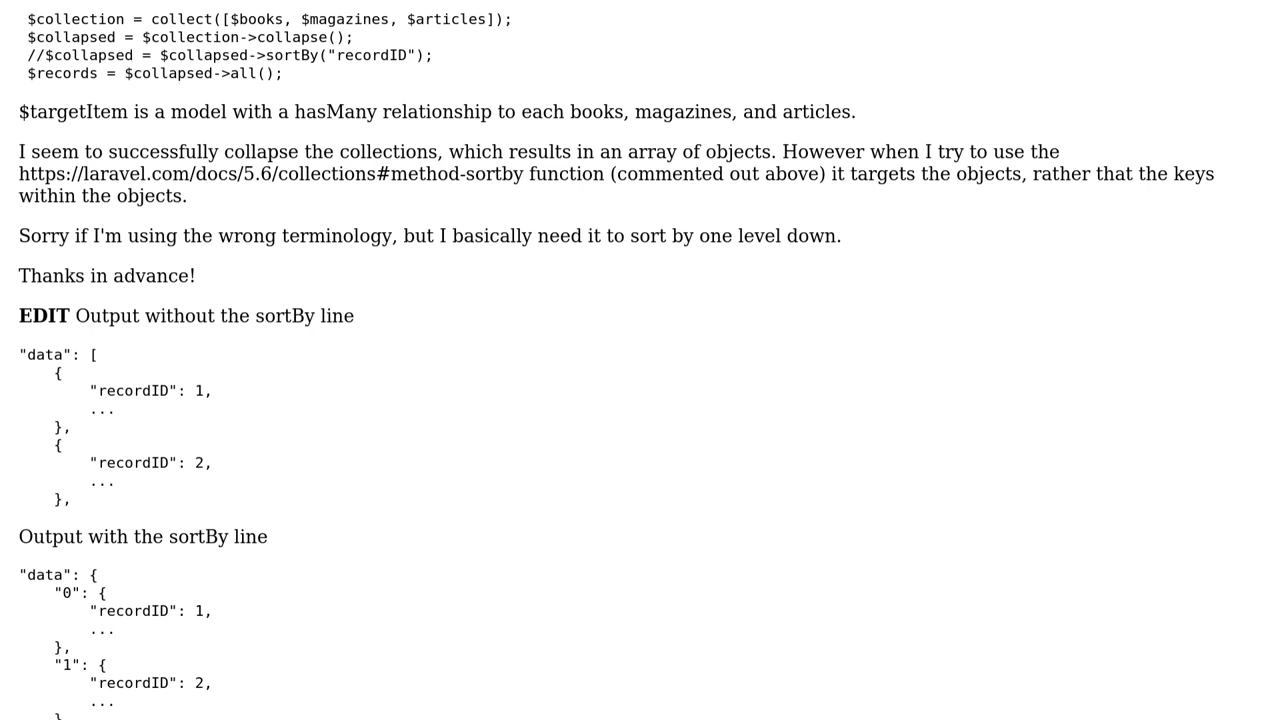 $collection = collect([$books, $magazines, $articles]);
$collapsed = $collection->collapse();
//$collapsed = $collapsed->sortBy("recordID");
$records = $collapsed->all();
$targetItem is a model with a hasMany relationship to each books, magazines, and articles.
I seem to successfully collapse the collections, which results in an array of objects. However when I try to use the
https://laravel.com/docs/5.6/collections#method-sortby function (commented out above) it targets the objects, rather that the keys
within the objects.
Sorry if I'm using the wrong terminology, but I basically need it to sort by one level down.
Thanks in advance!
EDIT Output without the sortBy line
"data": [
    {
        "recordID": 1,
        ...
    },
    {
        "recordID": 2,
        ...
    },
Output with the sortBy line
"data": {
    "0": {
        "recordID": 1,
        ...
    },
    "1": {
        "recordID": 2,
        ...
    }